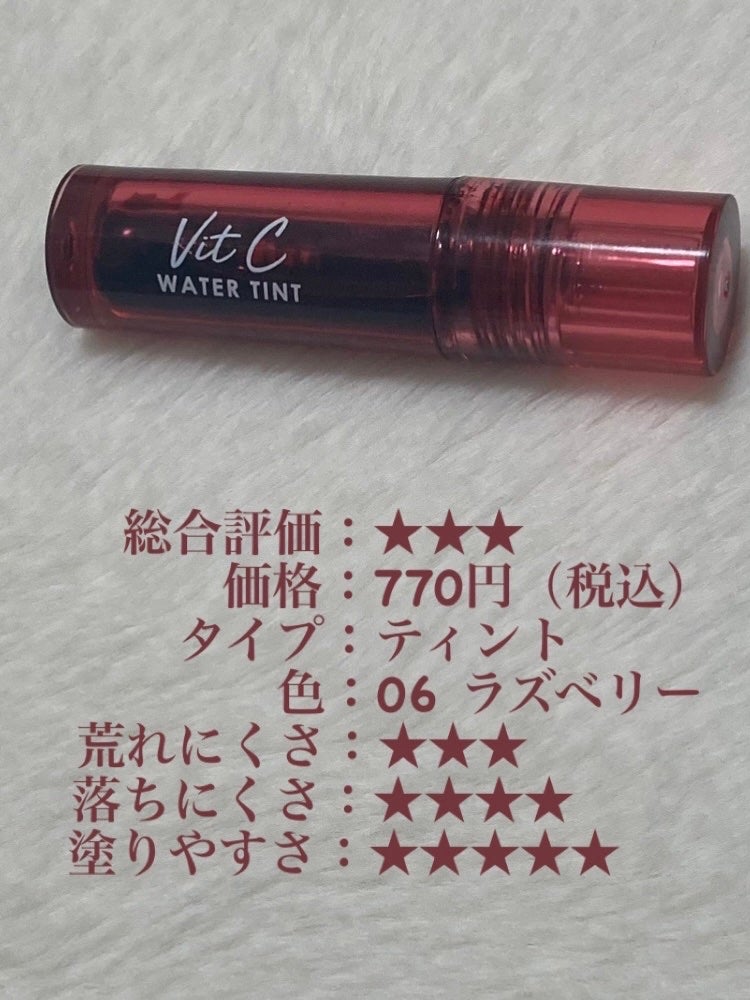 Vit C
WATER TINT
総合評価：★★★
価格：770円（税込）
タイプ：ティント
色：06 ラズベリー
荒れにくさ：★★★
落ちにくさ：★★★★
塗りやすさ：★★★★★